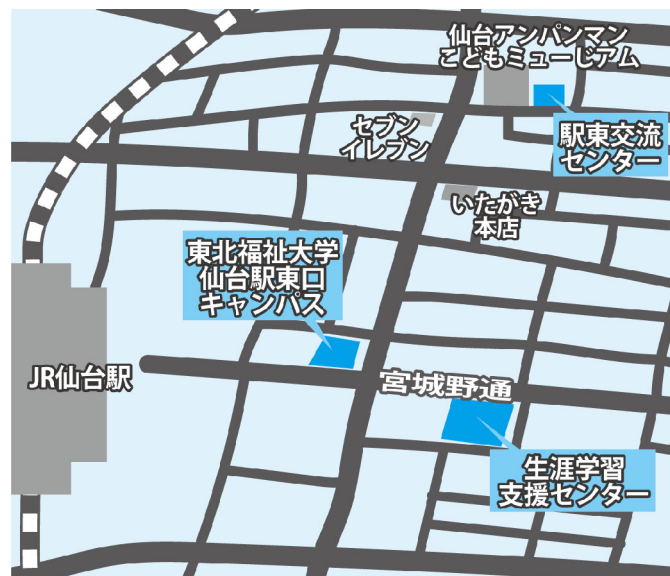 仙台アンパンマン
こどもミュージアム
駅東交流
センター
セブン
イレブン
いたがき
本店
東北福祉大学
仙台駅東口
キャンパス
JR仙台駅
宮城野通
生涯学習
支援センター